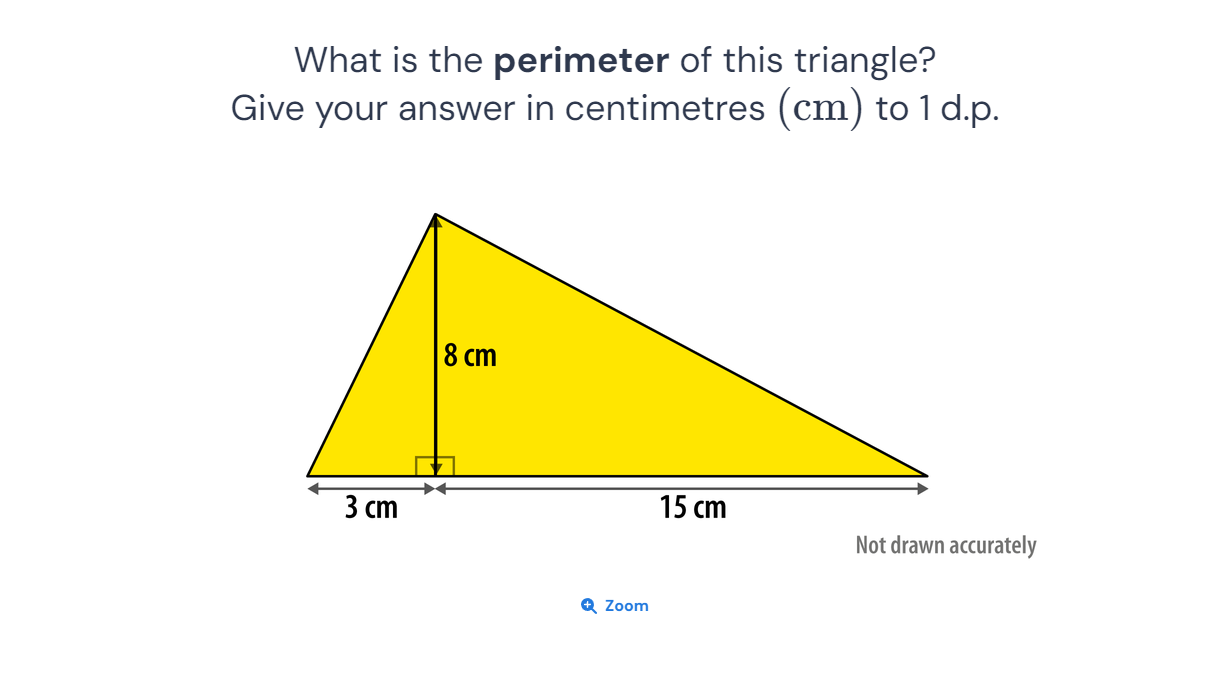 What is the perimeter of this triangle?
Give your answer in centimetres (cm) to 1 d.p.
8 cm
3 cm
15 cm
Not drawn accurately
Zoom